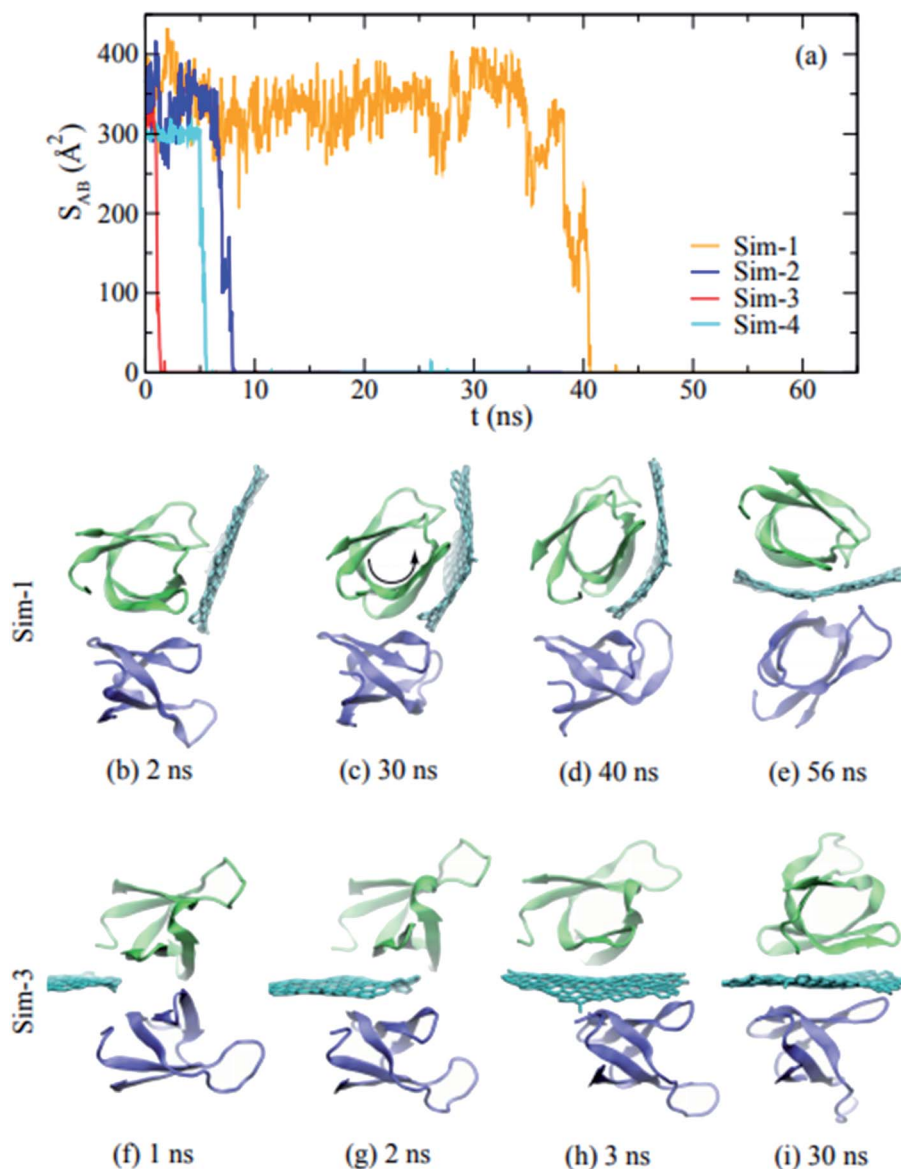 (a)
400
300
200
100
0
S_AB (Å²)
Sim-1
Sim-2
Sim-3
Sim-4
0 10 20 30 40 50 60
t (ns)
Sim-1
(b) 2 ns (c) 30 ns (d) 40 ns (e) 56 ns
Sim-3
(f) 1 ns (g) 2 ns (h) 3 ns (i) 30 ns